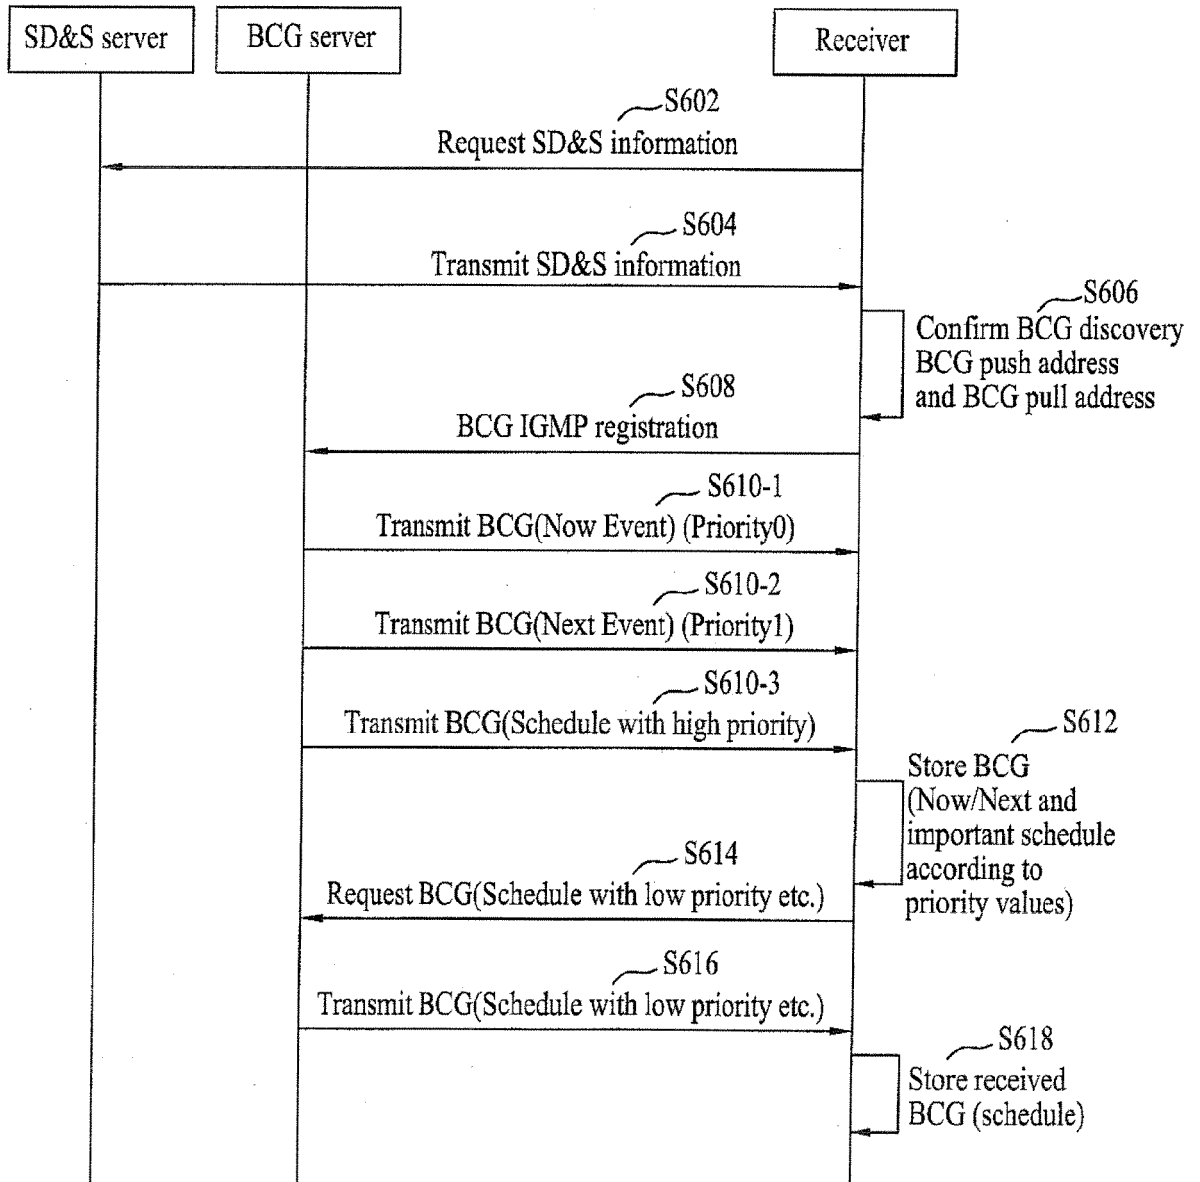 SD&S server
BCG server
Receiver
S602
Request SD&S information
S604
Transmit SD&S information
S606
Confirm BCG discovery
BCG push address
and BCG pull address
S608
BCG IGMP registration
S610-1
Transmit BCG(Now Event) (Priority0)
S610-2
Transmit BCG(Next Event) (Priority1)
S610-3
Transmit BCG(Schedule with high priority)
S612
Store BCG
(Now/Next and
important schedule
according to
priority values)
S614
Request BCG(Schedule with low priority etc.)
S616
Transmit BCG(Schedule with low priority etc.)
S618
Store received
BCG (schedule)